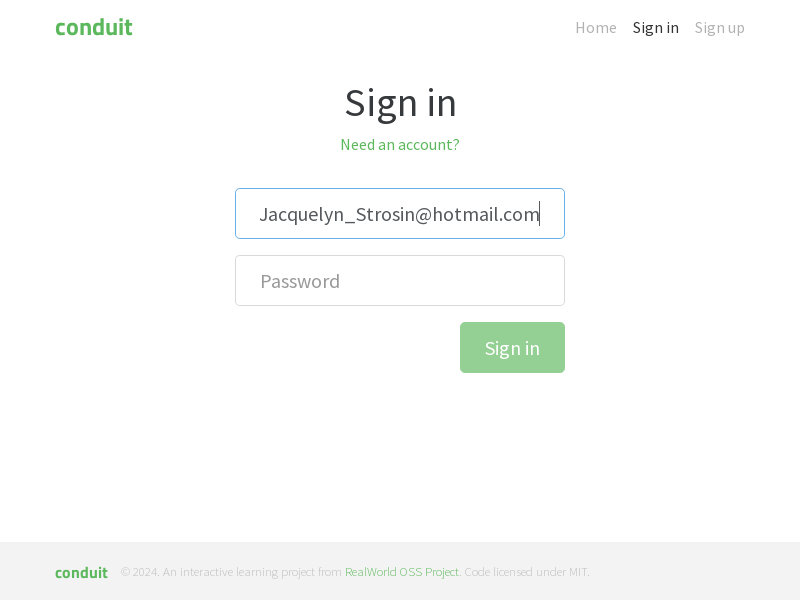 conduit
Home Sign in Sign up
Sign in
Need an account?
Jacquelyn_Strosin@hotmail.com
Password
Sign in
conduit © 2024. An interactive learning project from RealWorld OSS Project. Code licensed under MIT.